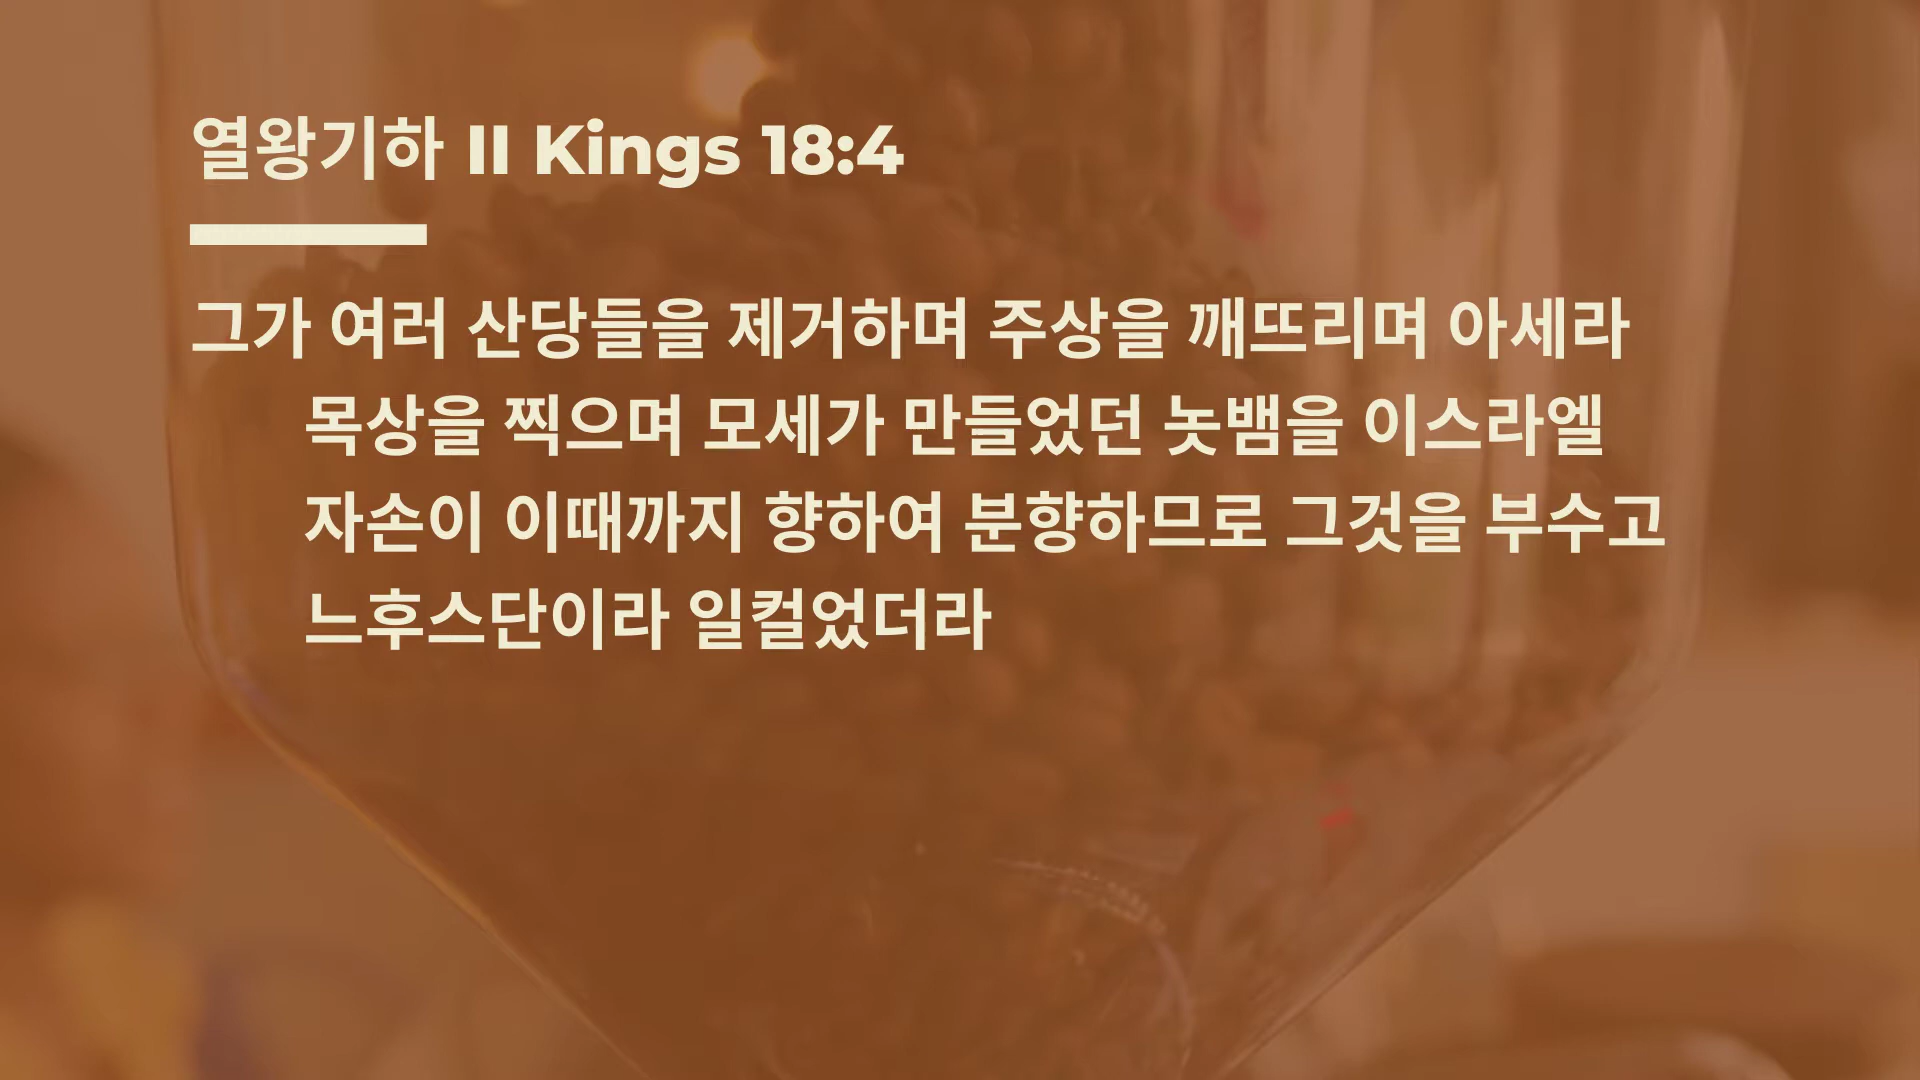 열왕기하 II Kings 18:4
그가 여러 산당들을 제거하며 주상을 깨뜨리며 아세라
목상을 찍으며 모세가 만들었던 놋뱀을 이스라엘
자손이 이때까지 향하여 분향하므로 그것을 부수고
느후스단이라 일컬었더라